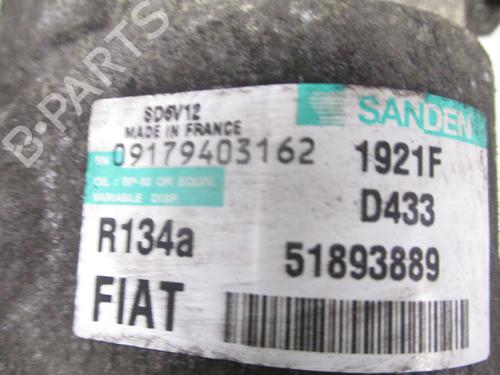 B-PARTS
SD6V12
MADE IN FRANCE
SANDEN
S/N 09179403162
1921F
OIL : SP-10 OR EQUIV.
VARIABLE DISP.
D433
R134a
51893889
FIAT